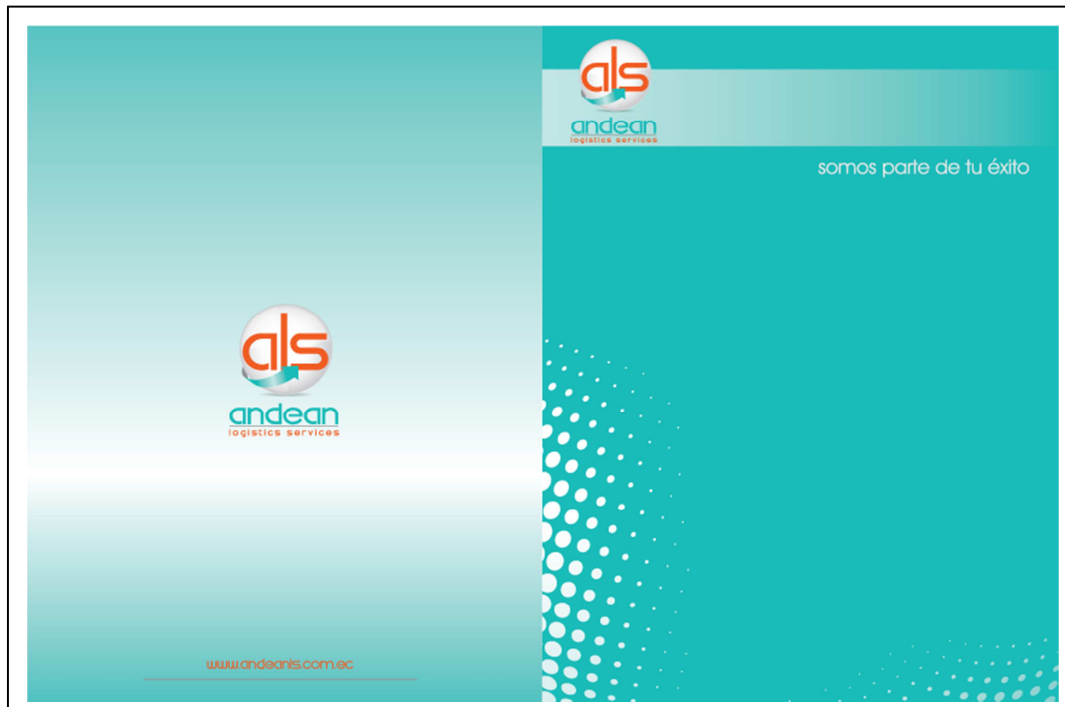 als
andean
logistics services
www.andeanls.com.ec
als
andean
logistics services
somos parte de tu éxito